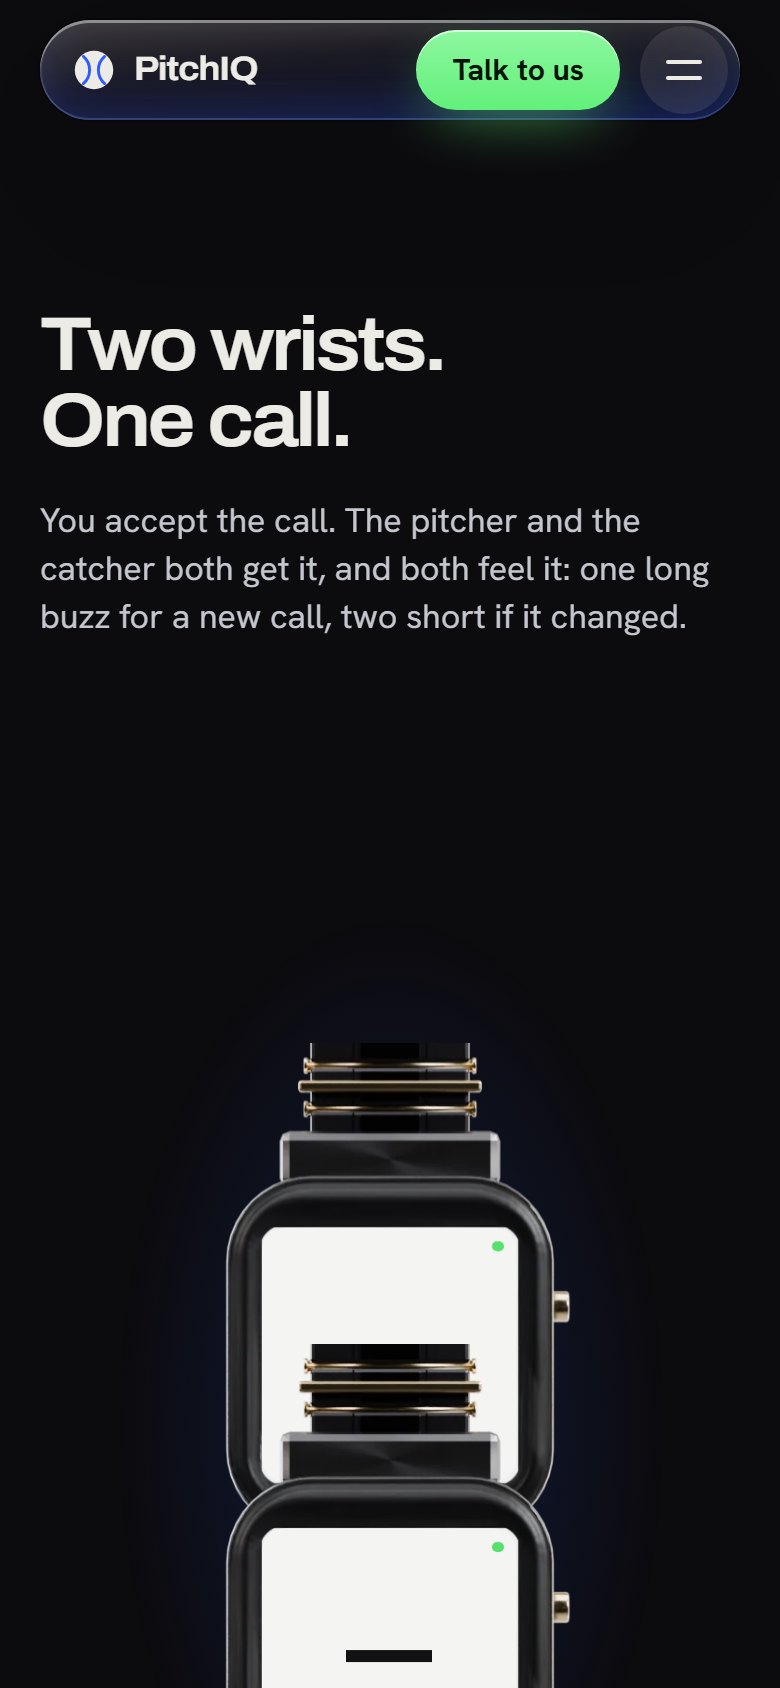 PitchIQ
Talk to us
Two wrists.
One call.
You accept the call. The pitcher and the
catcher both get it, and both feel it: one long
buzz for a new call, two short if it changed.